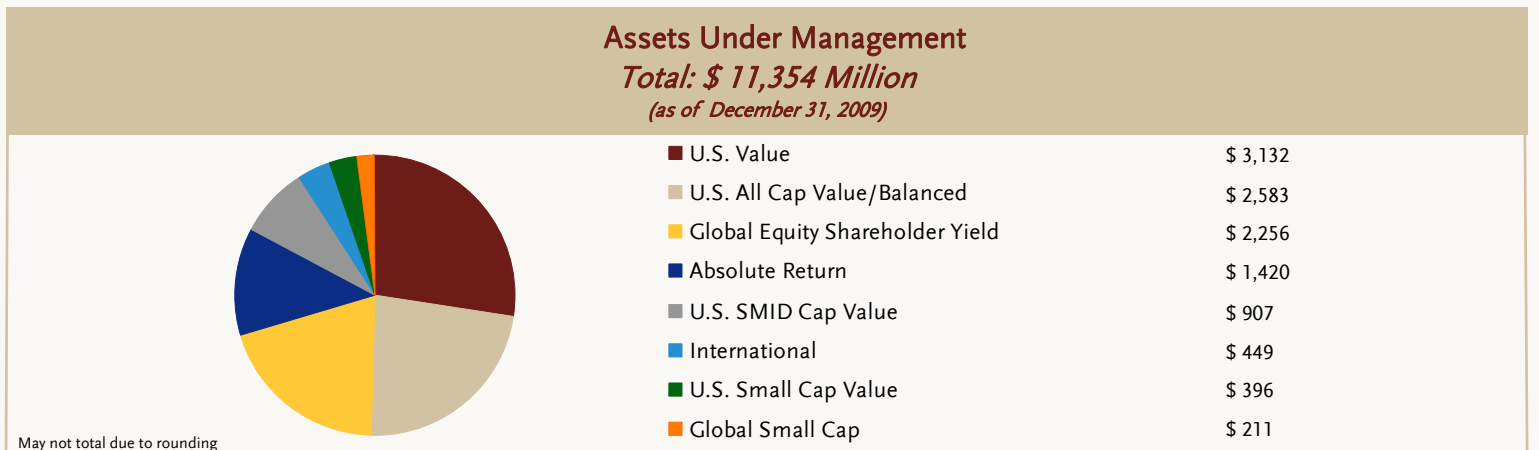 Assets Under Management
Total: $ 11,354 Million
(as of December 31, 2009)
U.S. Value $ 3,132
U.S. All Cap Value/Balanced $ 2,583
Global Equity Shareholder Yield $ 2,256
Absolute Return $ 1,420
U.S. SMID Cap Value $ 907
International $ 449
U.S. Small Cap Value $ 396
Global Small Cap $ 211
May not total due to rounding